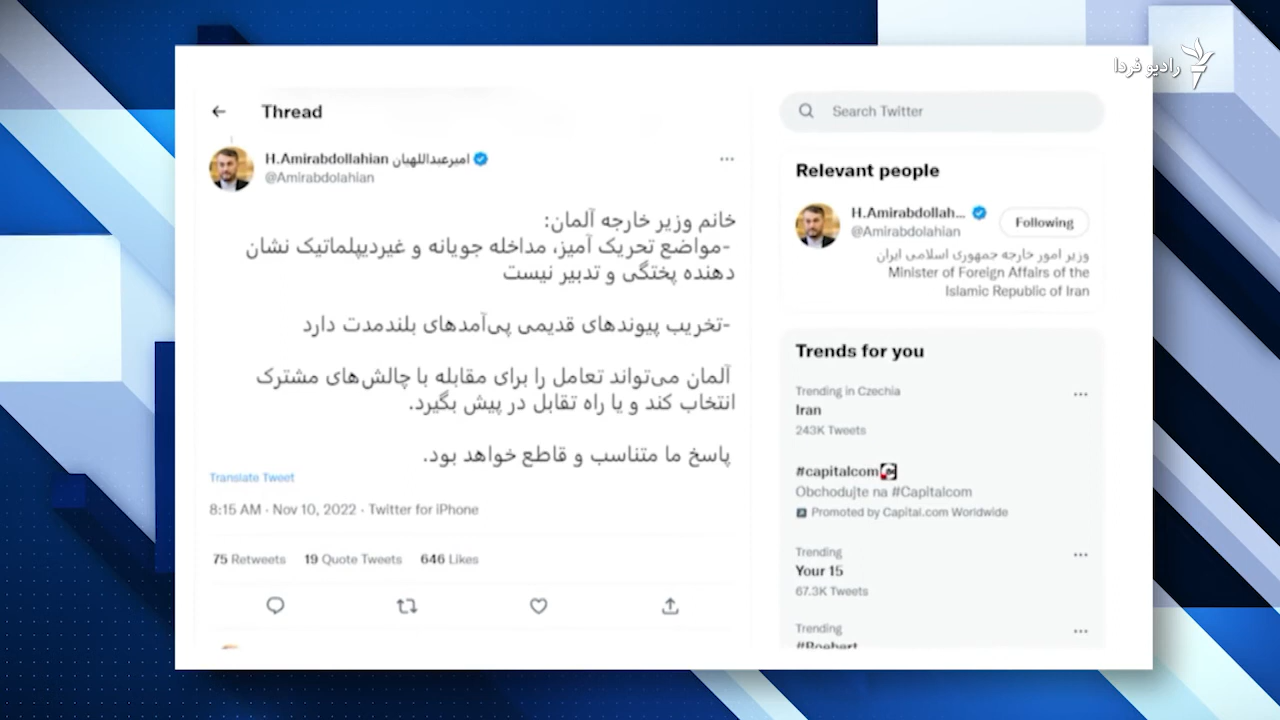 رادیو فردا
Thread
H.Amirabdollahian امیرعبداللهیان
@Amirabdolahian
خانم وزیر خارجه آلمان:
-مواضع تحریک آمیز، مداخله جویانه و غیردیپلماتیک نشان
دهنده پختگی و تدبیر نیست
-تخریب پیوندهای قدیمی پی‌آمدهای بلندمدت دارد
آلمان می‌تواند تعامل را برای مقابله با چالش‌های مشترک
انتخاب کند و یا راه تقابل در پیش بگیرد.
پاسخ ما متناسب و قاطع خواهد بود.
Translate Tweet
8:15 AM · Nov 10, 2022 · Twitter for iPhone
75 Retweets 19 Quote Tweets 646 Likes
Search Twitter
Relevant people
H.Amirabdollah...
@Amirabdolahian
Following
وزیر امور خارجه جمهوری اسلامی ایران
Minister of Foreign Affairs of the
Islamic Republic of Iran
Trends for you
Trending in Czechia
Iran
243K Tweets
#capitalcom
Obchodujte na #Capitalcom
Promoted by Capital.com Worldwide
Trending
Your 15
67.3K Tweets
Trending